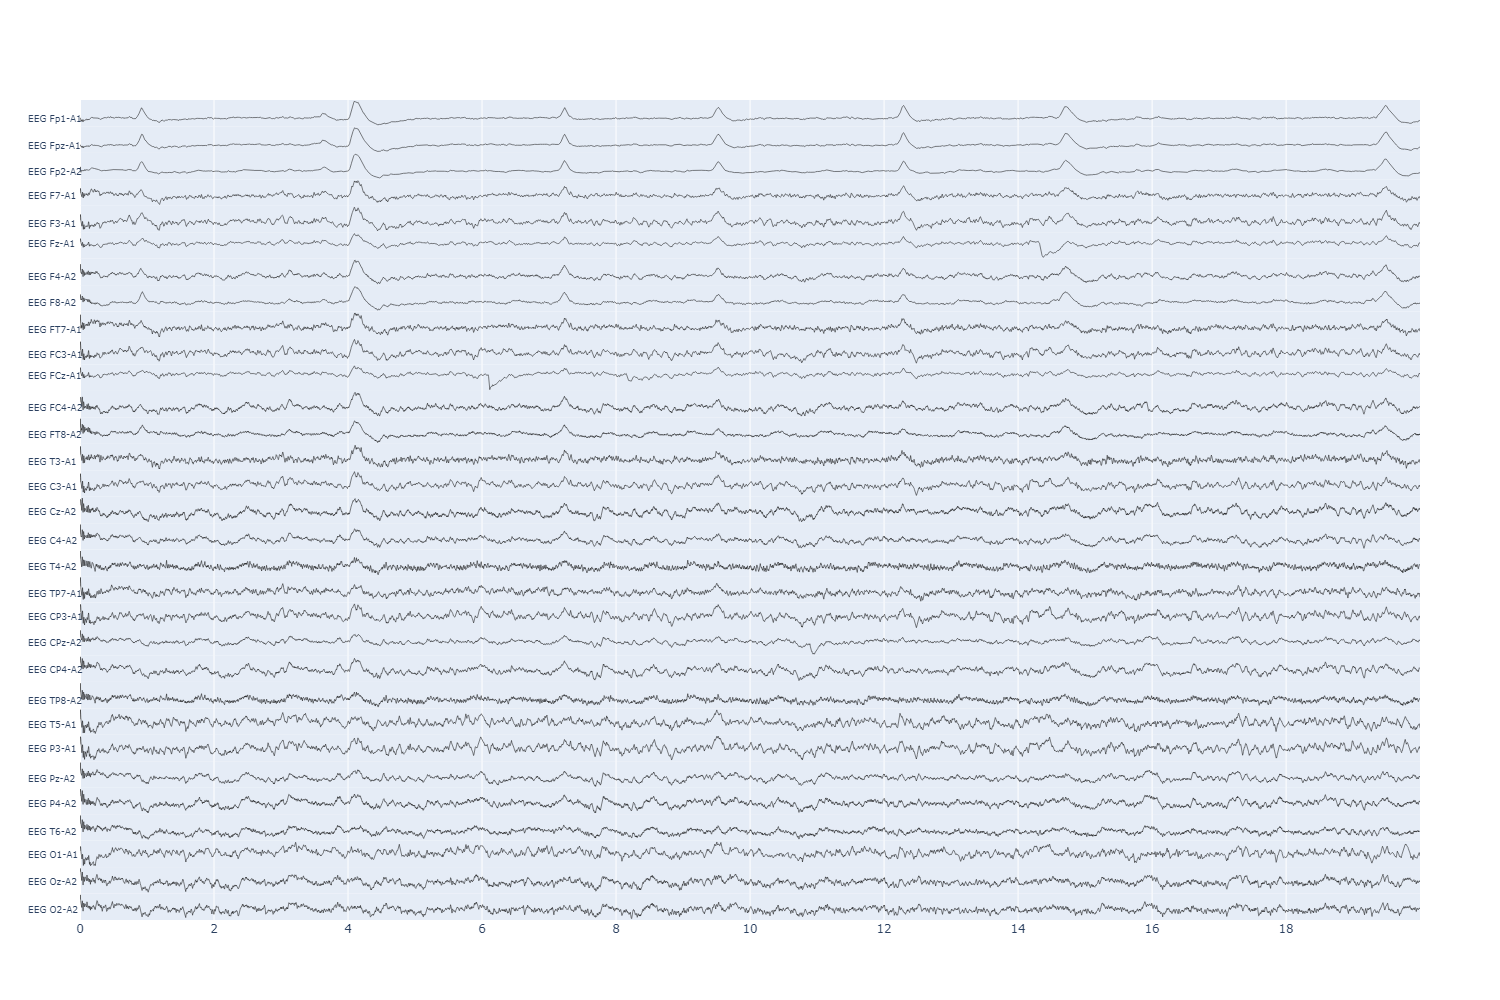 EEG Fp1-A1
EEG Fpz-A1
EEG Fp2-A2
EEG F7-A1
EEG F3-A1
EEG Fz-A1
EEG F4-A2
EEG F8-A2
EEG FT7-A1
EEG FC3-A1
EEG FCz-A1
EEG FC4-A2
EEG FT8-A2
EEG T3-A1
EEG C3-A1
EEG Cz-A2
EEG C4-A2
EEG T4-A2
EEG TP7-A1
EEG CP3-A1
EEG CPz-A2
EEG CP4-A2
EEG TP8-A2
EEG T5-A1
EEG P3-A1
EEG Pz-A2
EEG P4-A2
EEG T6-A2
EEG O1-A1
EEG Oz-A2
EEG O2-A2
0 2 4 6 8 10 12 14 16 18